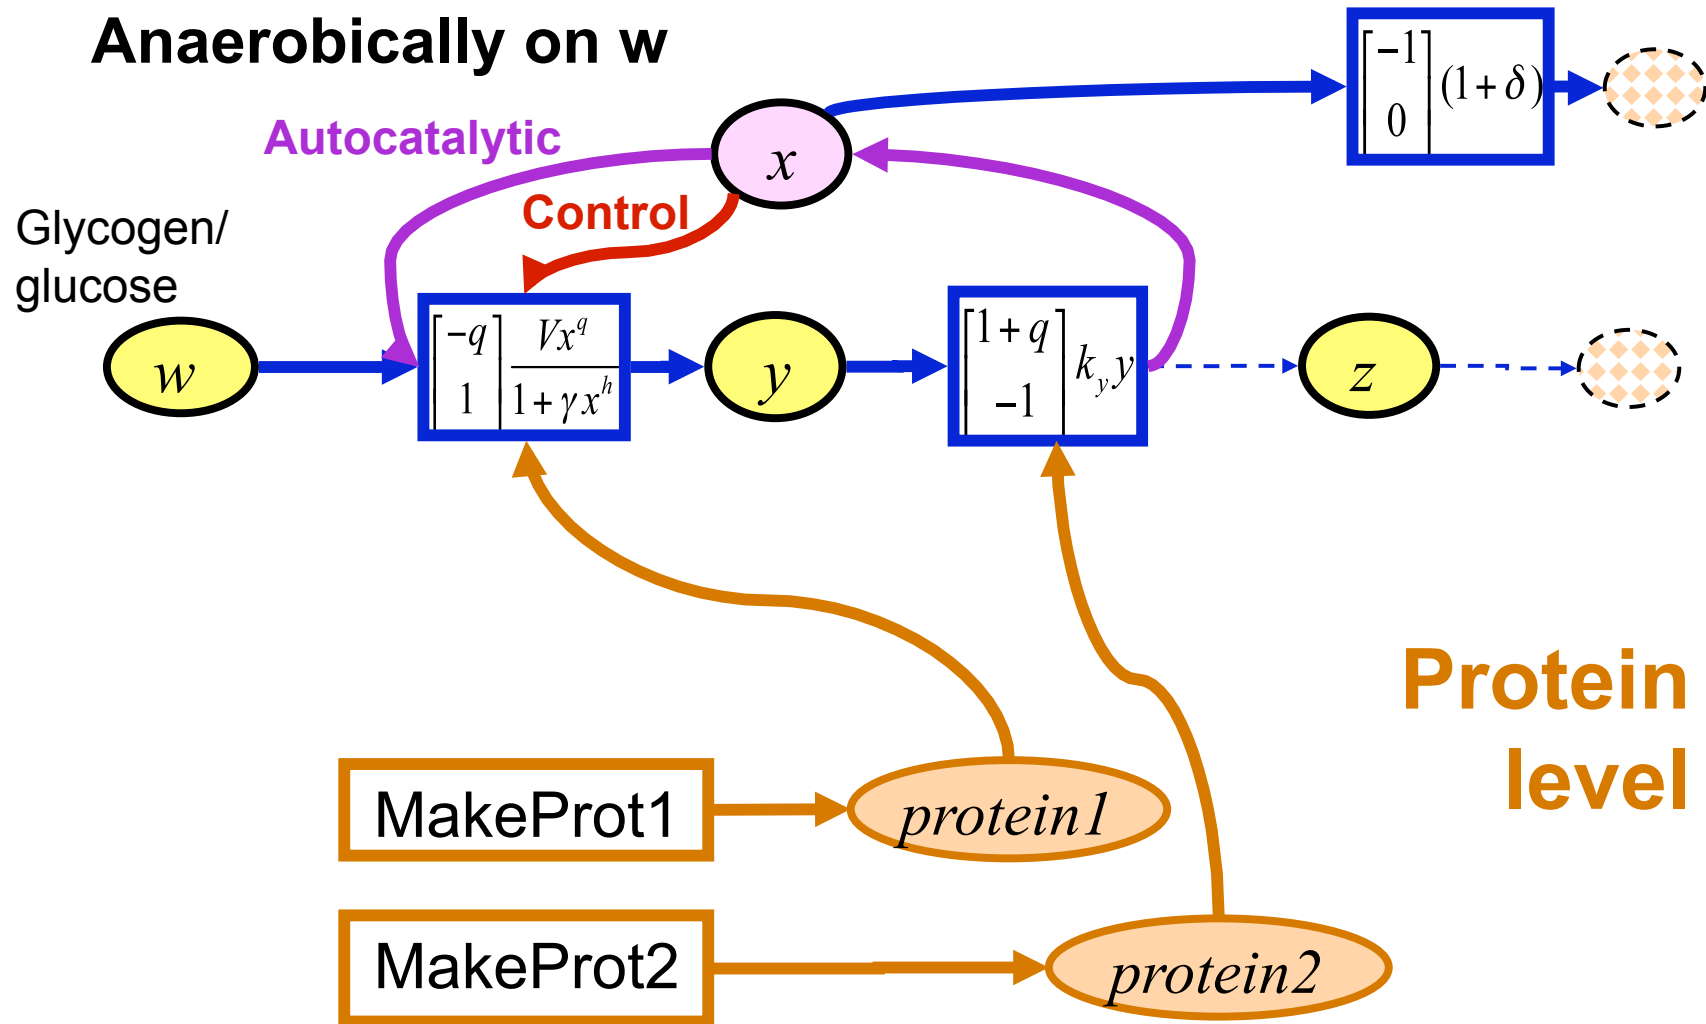 Anaerobically on w
[−1 0] (1 + δ)
Autocatalytic
x
Control
Glycogen/
glucose
w
[−q 1] Vx^q / 1 + γx^h
y
[1 + q −1] k_y y
z
Protein
level
MakeProt1
protein1
MakeProt2
protein2